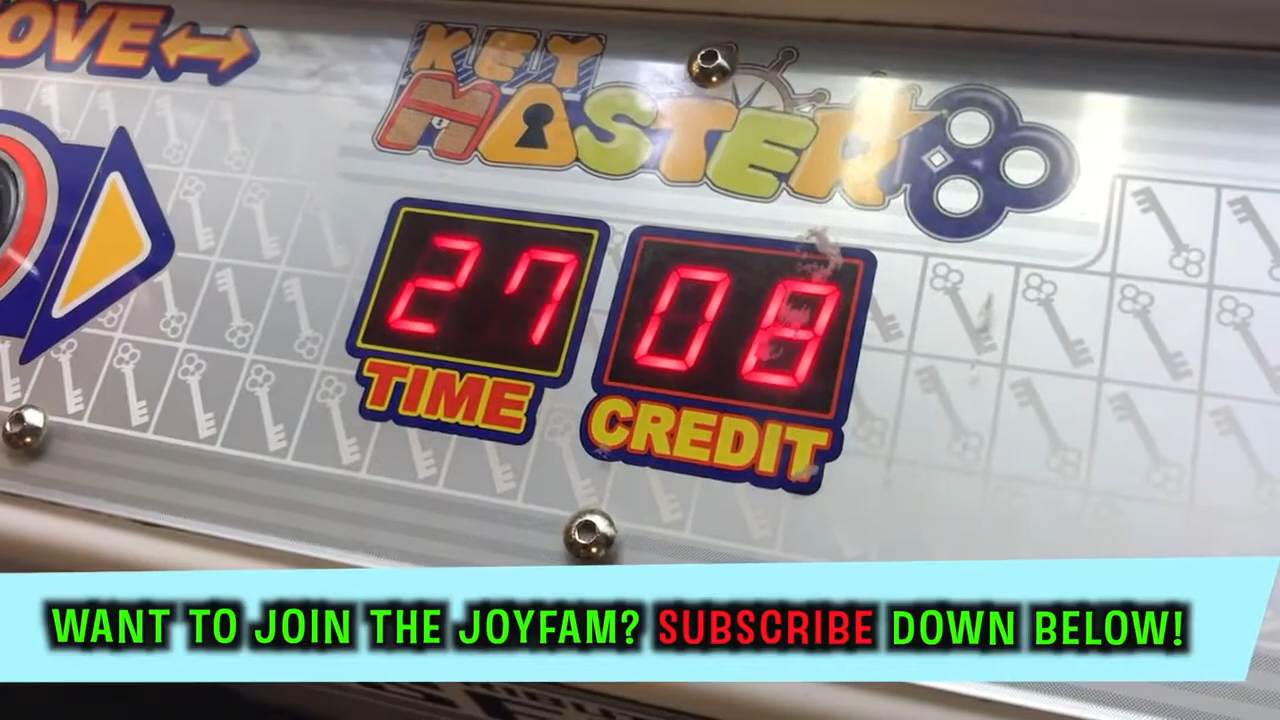 OVE
KEY
MASTER
27
08
TIME
CREDIT
WANT TO JOIN THE JOYFAM? SUBSCRIBE DOWN BELOW!